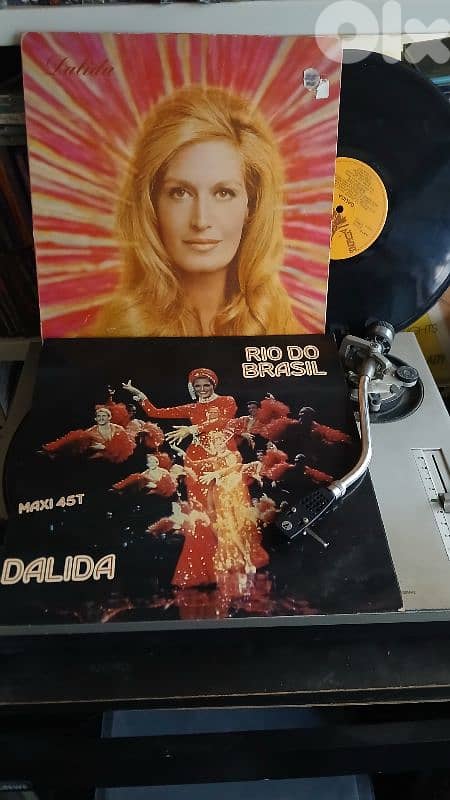 OLX
Dalida
RIO DO
BRASIL
MAXI 45T
DALIDA